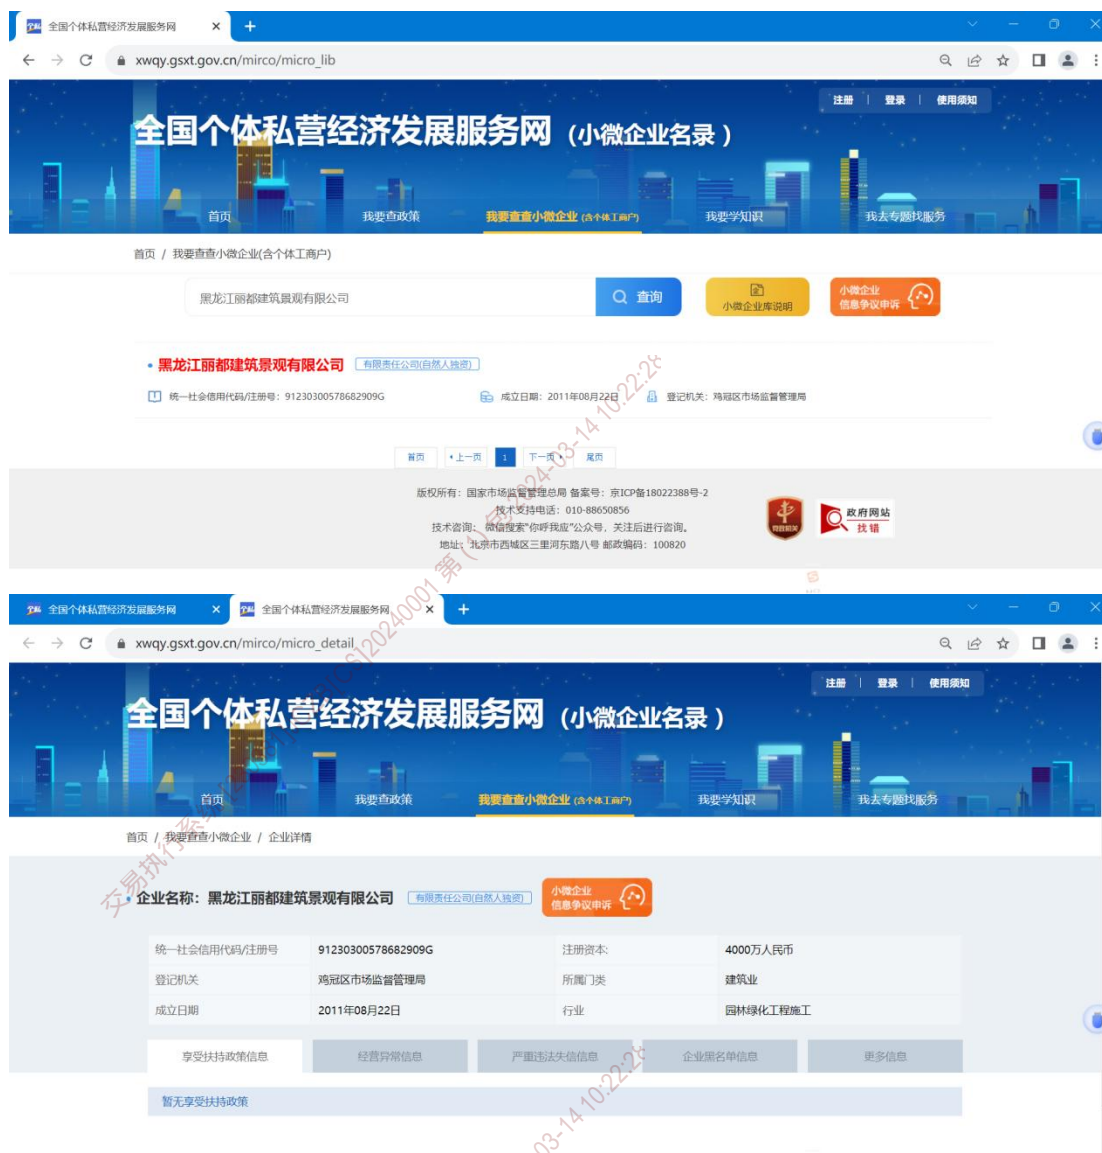 全国个体私营经济发展服务网
xwqy.gsxt.gov.cn/mirco/micro_lib
注册 | 登录 | 使用须知
全国个体私营经济发展服务网（小微企业名录）
首页 我要查政策 我要查查小微企业(含个体工商户) 我要学知识 我去专题找服务
首页 / 我要查查小微企业(含个体工商户)
黑龙江丽都建筑景观有限公司 查询 小微企业库说明 小微企业
信息争议申诉
黑龙江丽都建筑景观有限公司 有限责任公司(自然人独资)
统一社会信用代码/注册号：91230300578682909G 成立日期：2011年08月22日 登记机关：鸡冠区市场监督管理局
首页 上一页 1 下一页 尾页
版权所有：国家市场监督管理总局 备案号：京ICP备18022388号-2
技术支持电话：010-88650856
技术咨询：微信搜索"你呼我应"公众号，关注后进行咨询。
地址：北京市西城区三里河东路八号 邮政编码：100820
党政机关
政府网站
找错
全国个体私营经济发展服务网 全国个体私营经济发展服务网
xwqy.gsxt.gov.cn/mirco/micro_detail
注册 | 登录 | 使用须知
全国个体私营经济发展服务网（小微企业名录）
首页 我要查政策 我要查查小微企业(含个体工商户) 我要学知识 我去专题找服务
首页 / 我要查查小微企业 / 企业详情
企业名称：黑龙江丽都建筑景观有限公司 有限责任公司(自然人独资) 小微企业
信息争议申诉
统一社会信用代码/注册号 91230300578682909G 注册资本: 4000万人民币
登记机关 鸡冠区市场监督管理局 所属门类 建筑业
成立日期 2011年08月22日 行业 园林绿化工程施工
享受扶持政策信息 经营异常信息 严重违法失信信息 企业黑名单信息 更多信息
暂无享受扶持政策